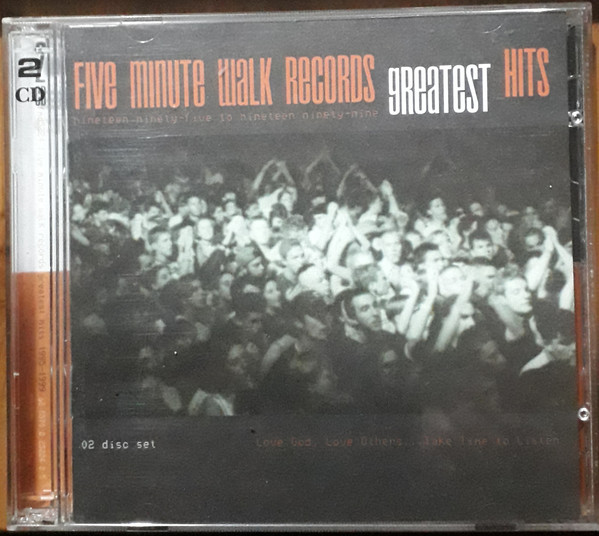 2
CD
FIVE MINUTE WALK RECORDS GREATEST HITS
nineteen-ninety-five to nineteen ninety-nine
02 disc set
Love God, Love Others...Take Time to Listen